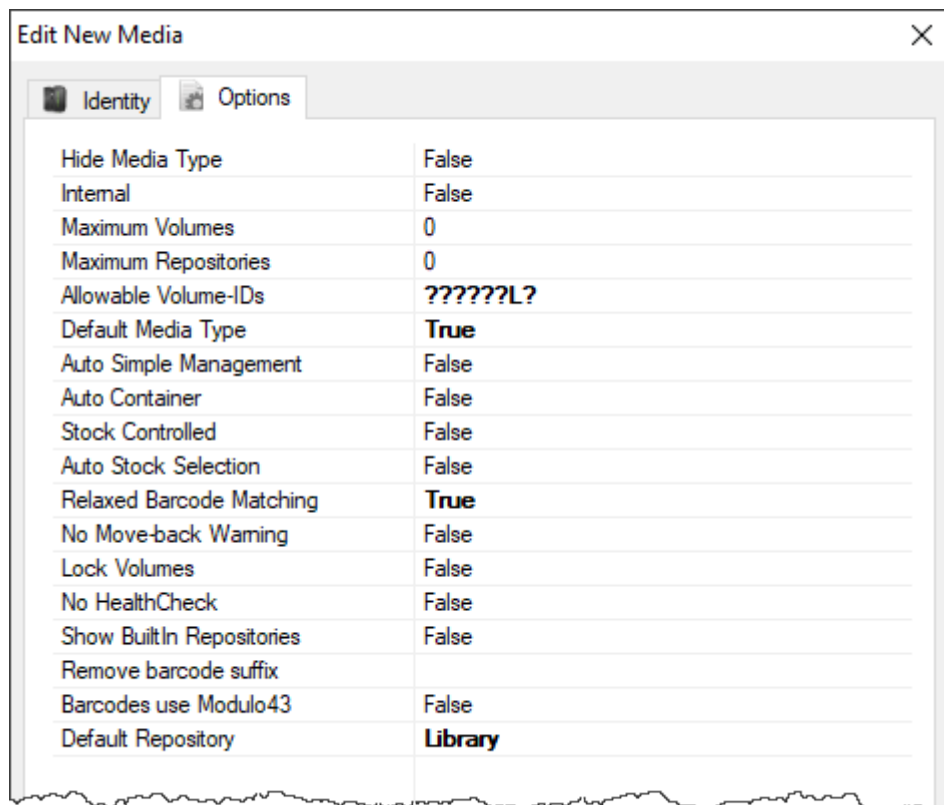 Edit New Media
Identity Options
Hide Media Type False
Internal False
Maximum Volumes 0
Maximum Repositories 0
Allowable Volume-IDs ??????L?
Default Media Type True
Auto Simple Management False
Auto Container False
Stock Controlled False
Auto Stock Selection False
Relaxed Barcode Matching True
No Move-back Warning False
Lock Volumes False
No HealthCheck False
Show BuiltIn Repositories False
Remove barcode suffix
Barcodes use Modulo43 False
Default Repository Library